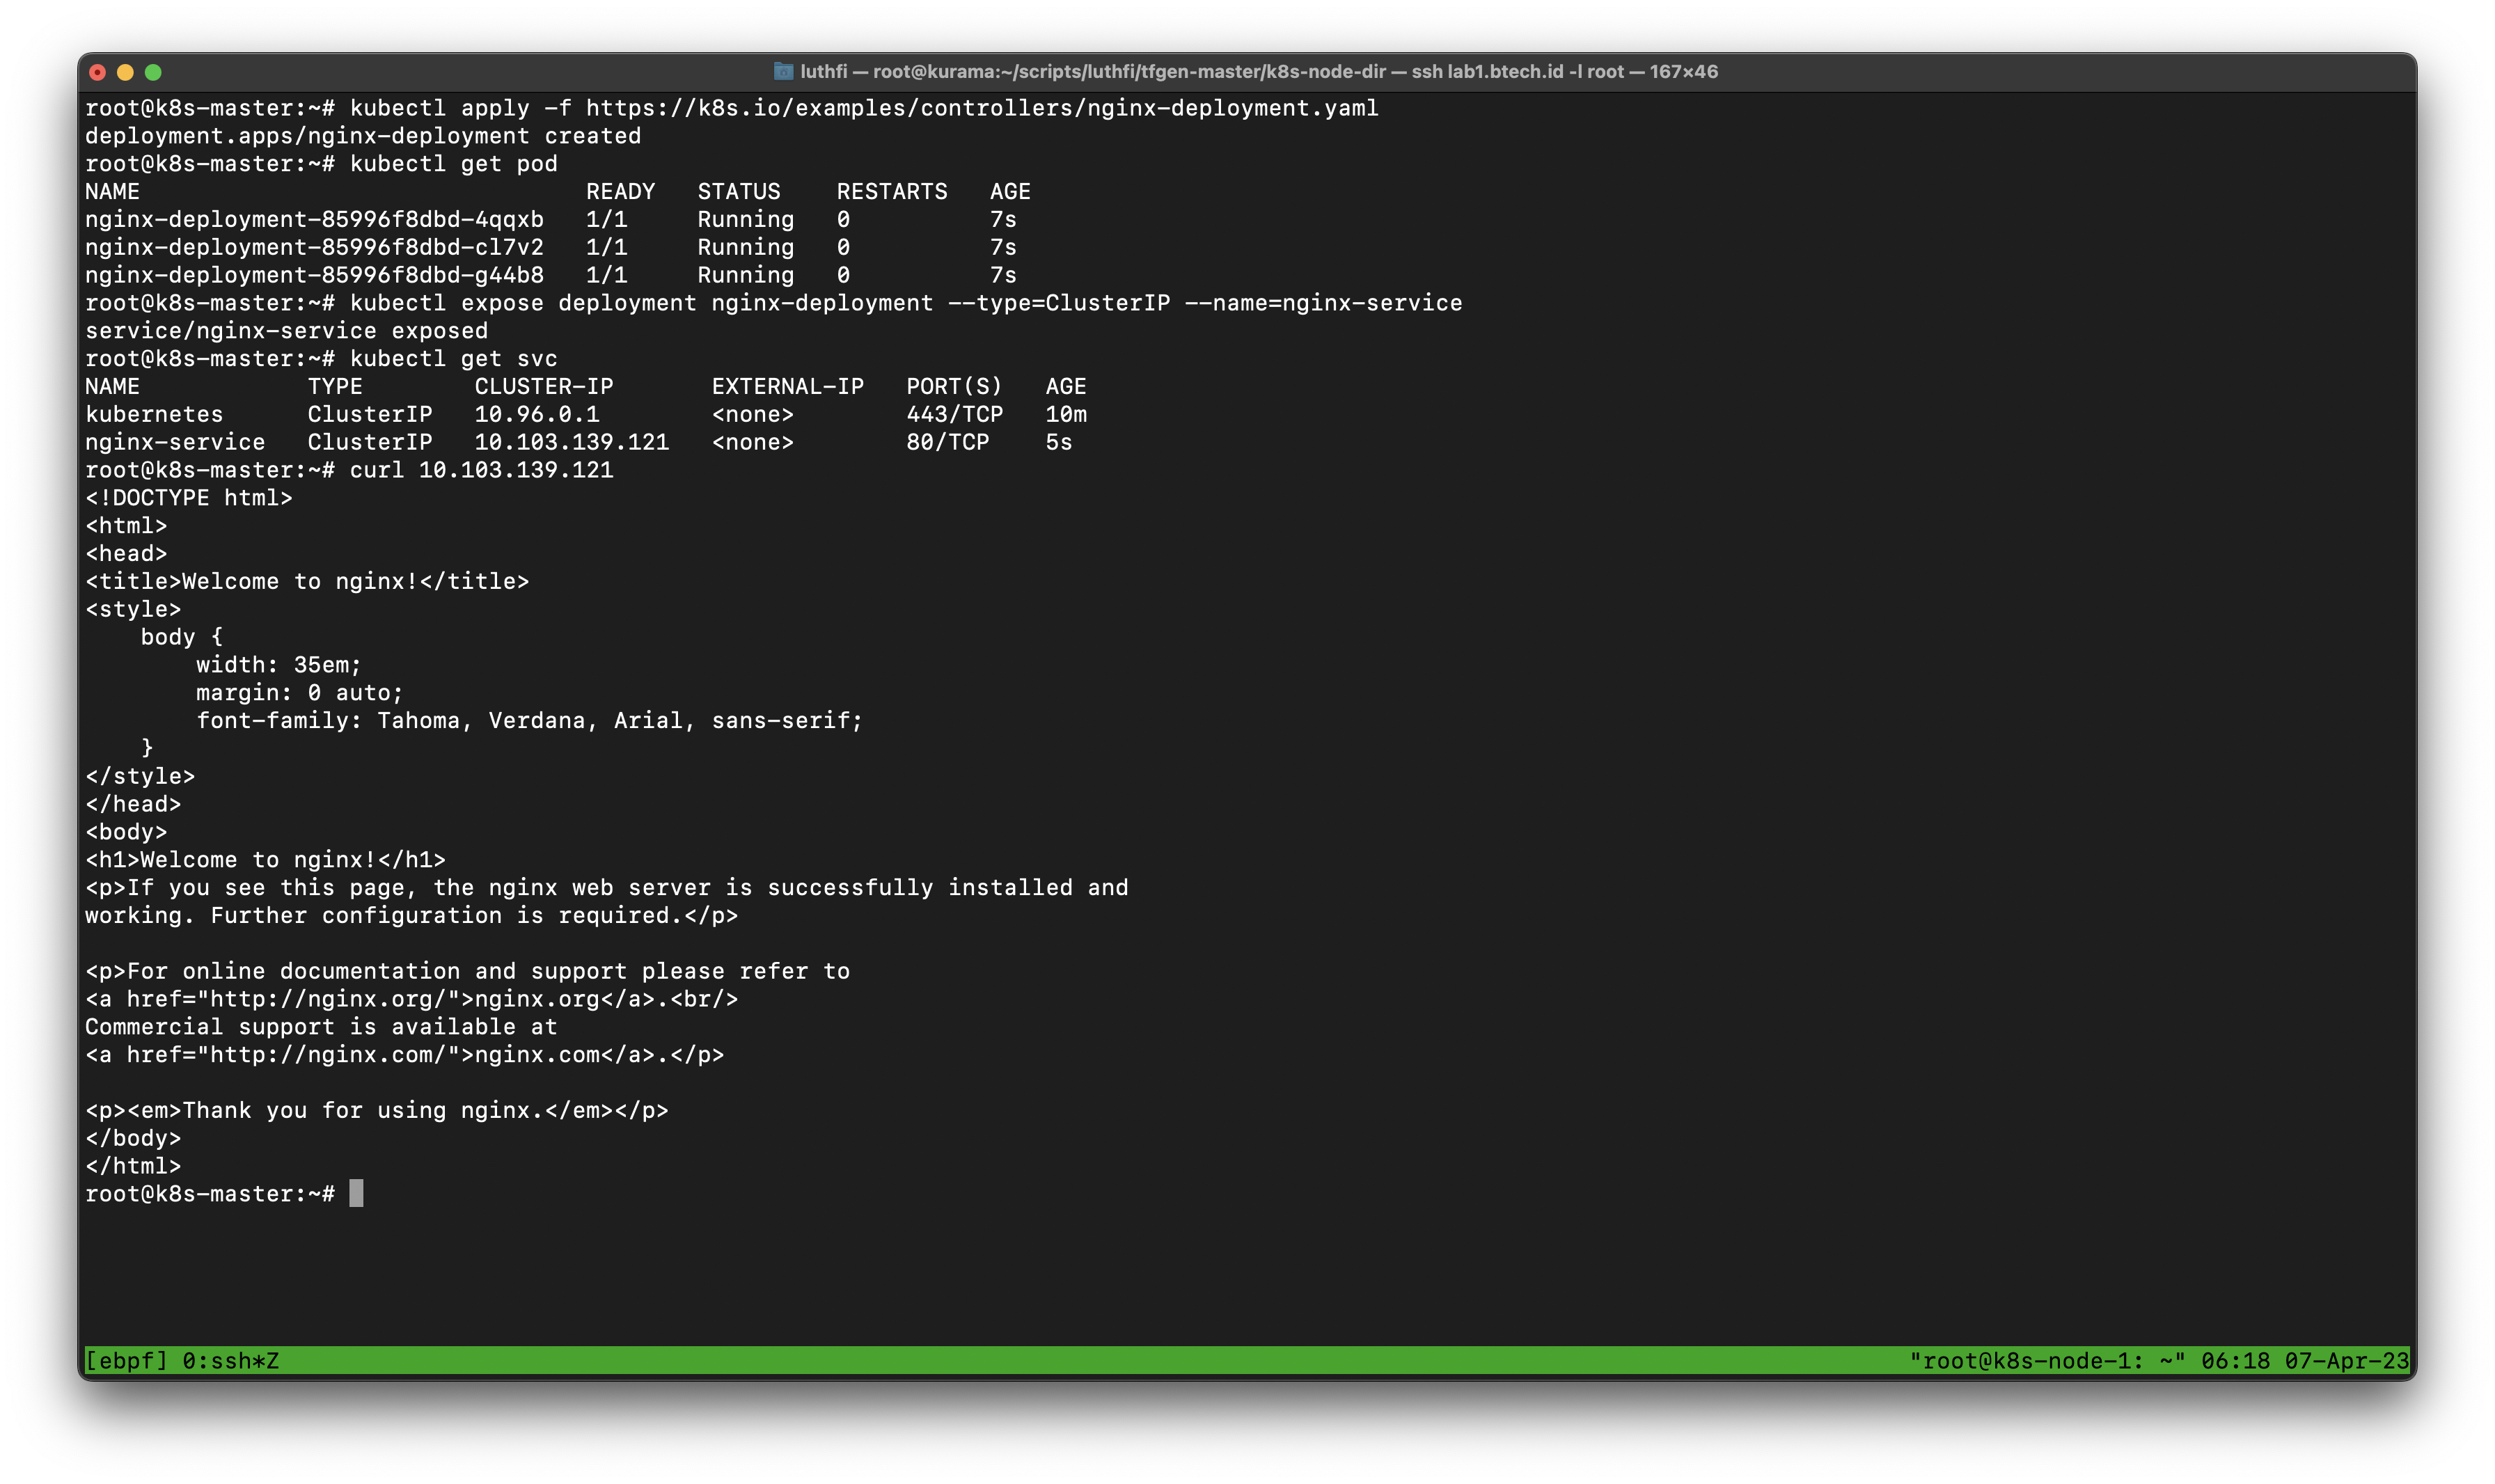 luthfi — root@kurama:~/scripts/luthfi/tfgen-master/k8s-node-dir — ssh lab1.btech.id -l root — 167×46
root@k8s-master:~# kubectl apply -f https://k8s.io/examples/controllers/nginx-deployment.yaml
deployment.apps/nginx-deployment created
root@k8s-master:~# kubectl get pod
NAME                                READY   STATUS    RESTARTS   AGE
nginx-deployment-85996f8dbd-4qqxb   1/1     Running   0          7s
nginx-deployment-85996f8dbd-cl7v2   1/1     Running   0          7s
nginx-deployment-85996f8dbd-g44b8   1/1     Running   0          7s
root@k8s-master:~# kubectl expose deployment nginx-deployment --type=ClusterIP --name=nginx-service
service/nginx-service exposed
root@k8s-master:~# kubectl get svc
NAME            TYPE        CLUSTER-IP       EXTERNAL-IP   PORT(S)   AGE
kubernetes      ClusterIP   10.96.0.1        <none>        443/TCP   10m
nginx-service   ClusterIP   10.103.139.121   <none>        80/TCP    5s
root@k8s-master:~# curl 10.103.139.121
<!DOCTYPE html>
<html>
<head>
<title>Welcome to nginx!</title>
<style>
    body {
        width: 35em;
        margin: 0 auto;
        font-family: Tahoma, Verdana, Arial, sans-serif;
    }
</style>
</head>
<body>
<h1>Welcome to nginx!</h1>
<p>If you see this page, the nginx web server is successfully installed and
working. Further configuration is required.</p>

<p>For online documentation and support please refer to
<a href="http://nginx.org/">nginx.org</a>.<br/>
Commercial support is available at
<a href="http://nginx.com/">nginx.com</a>.</p>

<p><em>Thank you for using nginx.</em></p>
</body>
</html>
root@k8s-master:~#
[ebpf] 0:ssh*Z "root@k8s-node-1: ~" 06:18 07-Apr-23